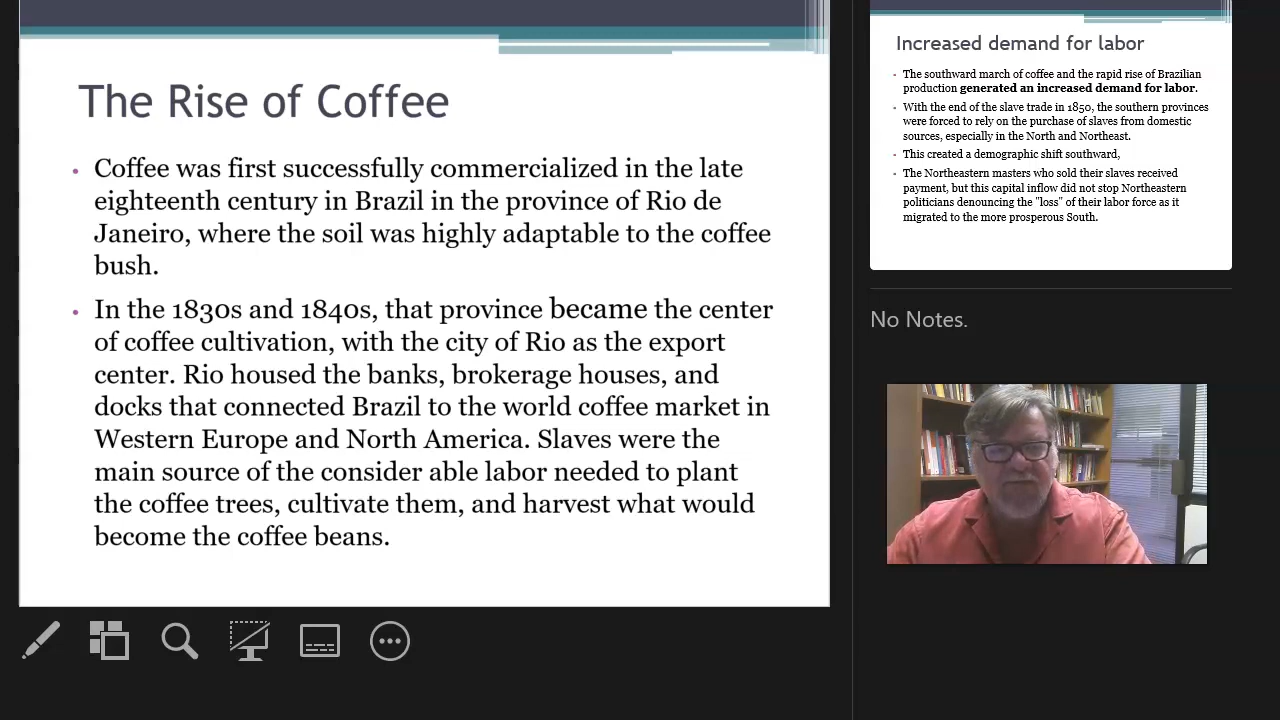 The Rise of Coffee
• Coffee was first successfully commercialized in the late
eighteenth century in Brazil in the province of Rio de
Janeiro, where the soil was highly adaptable to the coffee
bush.
• In the 1830s and 1840s, that province became the center
of coffee cultivation, with the city of Rio as the export
center. Rio housed the banks, brokerage houses, and
docks that connected Brazil to the world coffee market in
Western Europe and North America. Slaves were the
main source of the consider able labor needed to plant
the coffee trees, cultivate them, and harvest what would
become the coffee beans.
Increased demand for labor
• The southward march of coffee and the rapid rise of Brazilian
production generated an increased demand for labor.
• With the end of the slave trade in 1850, the southern provinces
were forced to rely on the purchase of slaves from domestic
sources, especially in the North and Northeast.
• This created a demographic shift southward,
• The Northeastern masters who sold their slaves received
payment, but this capital inflow did not stop Northeastern
politicians denouncing the "loss" of their labor force as it
migrated to the more prosperous South.
No Notes.